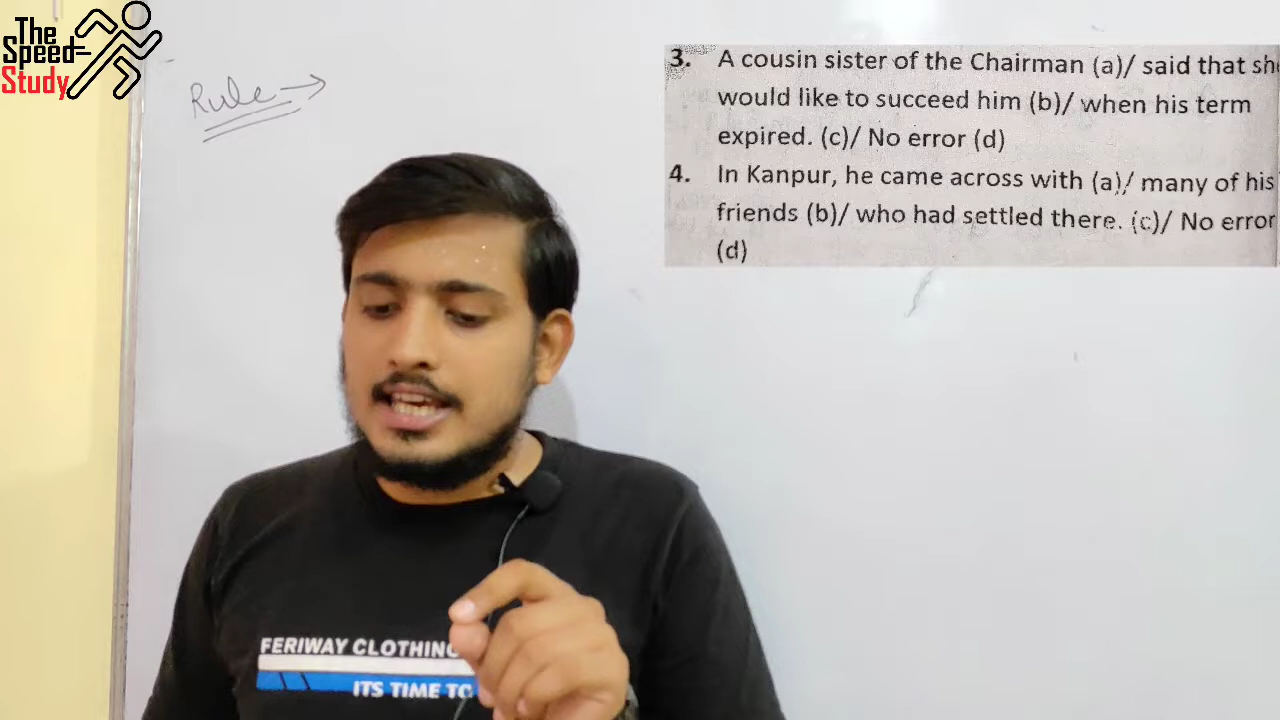 The
Speed
Study
Rule →
3. A cousin sister of the Chairman (a)/ said that she
would like to succeed him (b)/ when his term
expired. (c)/ No error (d)
4. In Kanpur, he came across with (a)/ many of his
friends (b)/ who had settled there. (c)/ No error
(d)
FERIWAY CLOTHING
ITS TIME TO